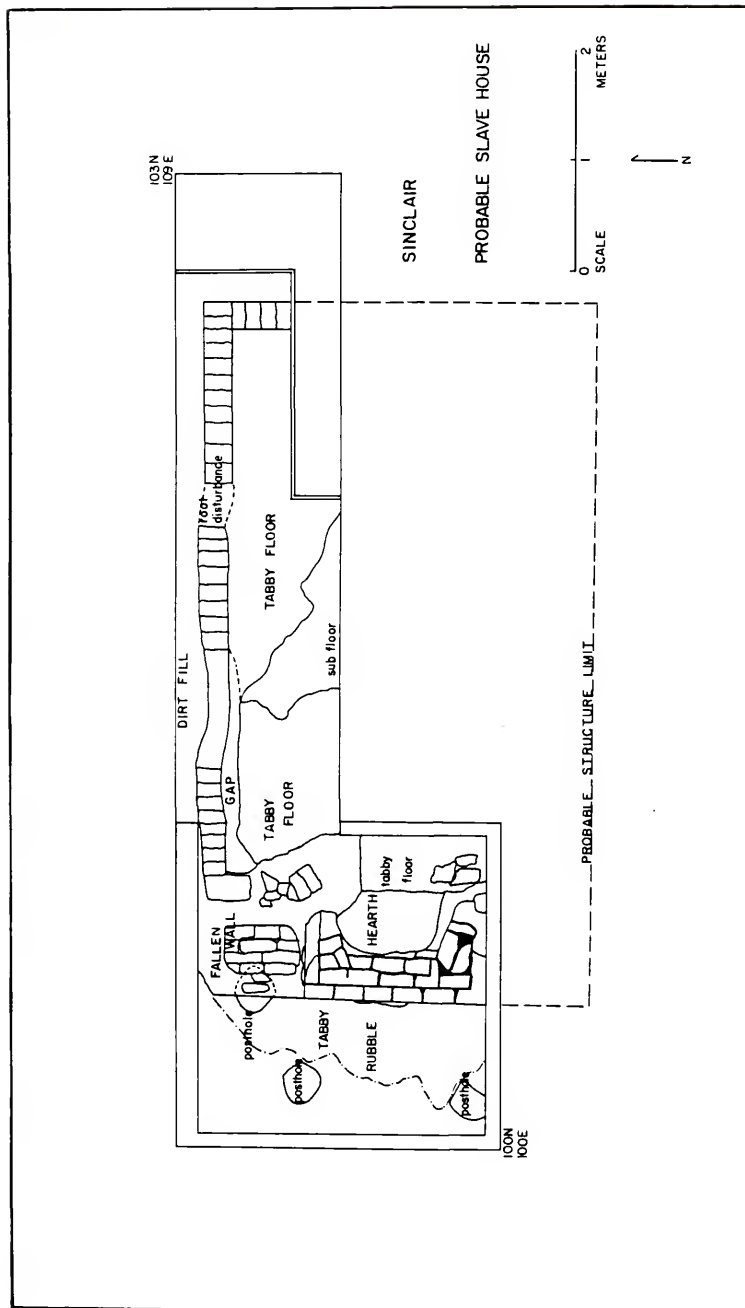 103N
109E
DIRT FILL
root
disturbance
GAP
TABBY FLOOR
TABBY
FLOOR
sub floor
FALLEN
WALL
posthole
posthole
posthole
TABBY
RUBBLE
HEARTH
tabby
floor
100N
100E
PROBABLE STRUCTURE LIMIT
SINCLAIR
PROBABLE SLAVE HOUSE
0 1 2
SCALE METERS
N